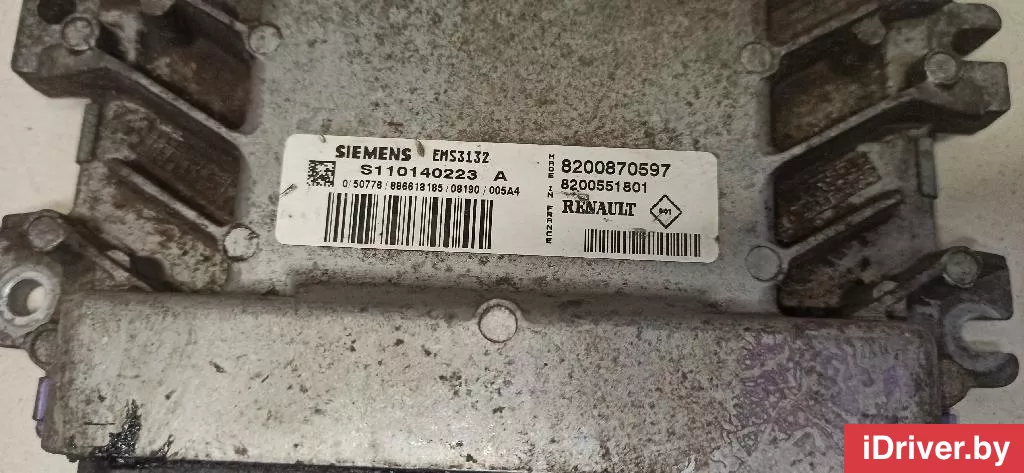 SIEMENS EMS3132
S110140223 A
0/50778/886618185/08190/005A4
MADE IN FRANCE
8200870597
8200551801
RENAULT
iDriver.by